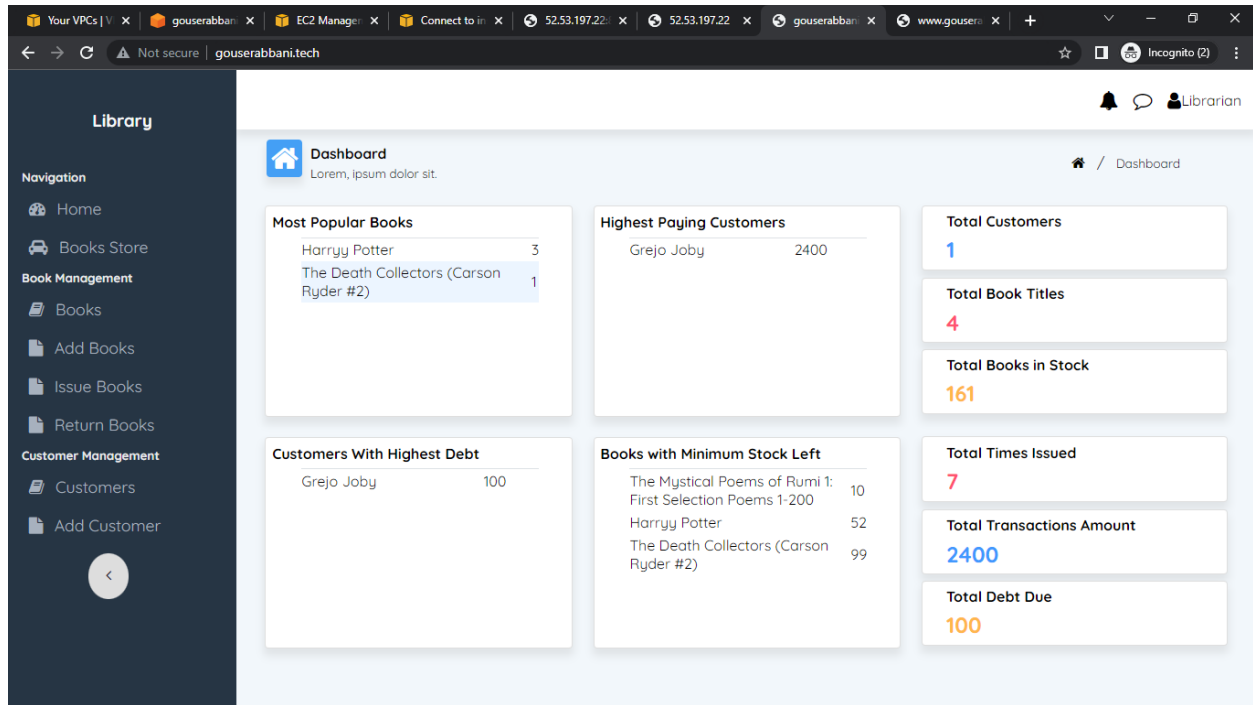 Your VPCs | V
gouserabbani
EC2 Managem
Connect to in
52.53.197.22:
52.53.197.22
gouserabbani
www.gousera
Not secure | gouserabbani.tech
Incognito (2)
Library
Navigation
Home
Books Store
Book Management
Books
Add Books
Issue Books
Return Books
Customer Management
Customers
Add Customer
Librarian
Dashboard
Lorem, ipsum dolor sit.
/ Dashboard
Most Popular Books
Harryy Potter 3
The Death Collectors (Carson
Ryder #2) 1
Highest Paying Customers
Grejo Joby 2400
Total Customers
1
Total Book Titles
4
Total Books in Stock
161
Customers With Highest Debt
Grejo Joby 100
Books with Minimum Stock Left
The Mystical Poems of Rumi 1:
First Selection Poems 1-200 10
Harryy Potter 52
The Death Collectors (Carson
Ryder #2) 99
Total Times Issued
7
Total Transactions Amount
2400
Total Debt Due
100